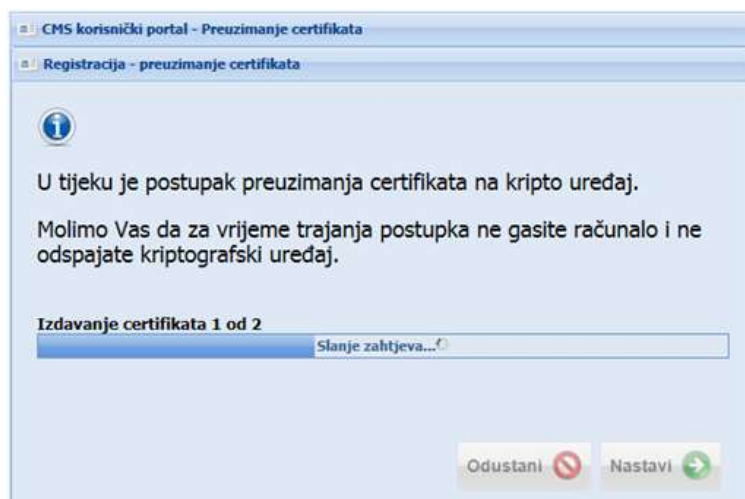 CMS korisnički portal - Preuzimanje certifikata
Registracija - preuzimanje certifikata
U tijeku je postupak preuzimanja certifikata na kripto uređaj.
Molimo Vas da za vrijeme trajanja postupka ne gasite računalo i ne
odspajate kriptografski uređaj.
Izdavanje certifikata 1 od 2
Slanje zahtjeva...
Odustani
Nastavi